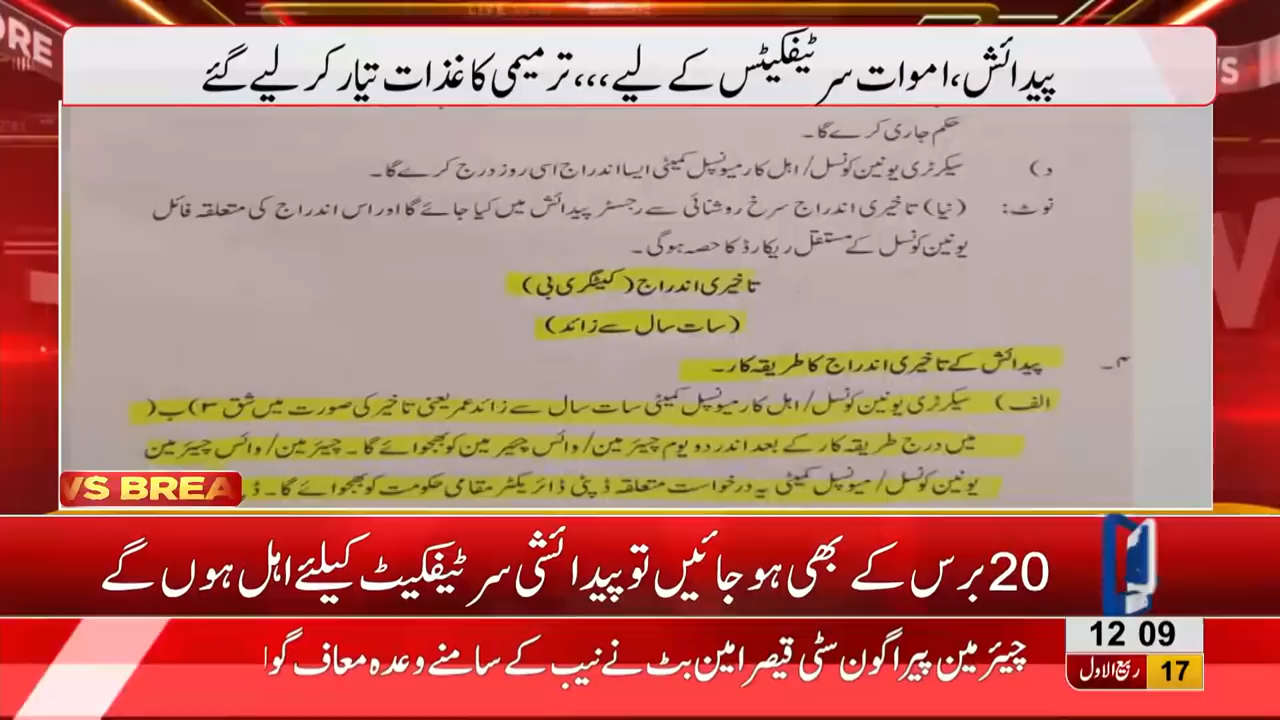 پیدائش، اموات سرٹیفکیٹس کے لیے،،، ترمیمی کاغذات تیار کر لیے گئے
حکم جاری کرے گا۔
د) سیکرٹری یونین کونسل/اہل کار میونسپل کمیٹی ایسا اندراج اسی روز درج کرے گا۔
نوٹ: (نیا) تاخیری اندراج سرخ روشنائی سے رجسٹر پیدائش میں کیا جائے گا اور اس اندراج کی متعلقہ فائل
یونین کونسل کے مستقل ریکارڈ کا حصہ ہوگی۔
تاخیری اندراج (کیٹگری بی)
(سات سال سے زائد)
۴۔ پیدائش کے تاخیری اندراج کا طریقہ کار۔
الف) سیکرٹری یونین کونسل/اہل کار میونسپل کمیٹی سات سال سے زائد عمر یعنی تاخیر کی صورت میں شق ۳)ب(
میں درج طریقہ کار کے بعد اندر دو یوم چیئرمین/وائس چیئرمین کو بھجوائے گا۔ چیئرمین/وائس چیئرمین
یونین کونسل/میونسپل کمیٹی یہ درخواست متعلقہ ڈپٹی ڈائریکٹر مقامی حکومت کو بھجوائے گا۔
WS BREA
20 برس کے بھی ہو جائیں تو پیدائشی سرٹیفکیٹ کیلئے اہل ہوں گے
چیئرمین پیراگون سٹی قیصر امین بٹ نے نیب کے سامنے وعدہ معاف گوا
12 09
17 ربیع الاول